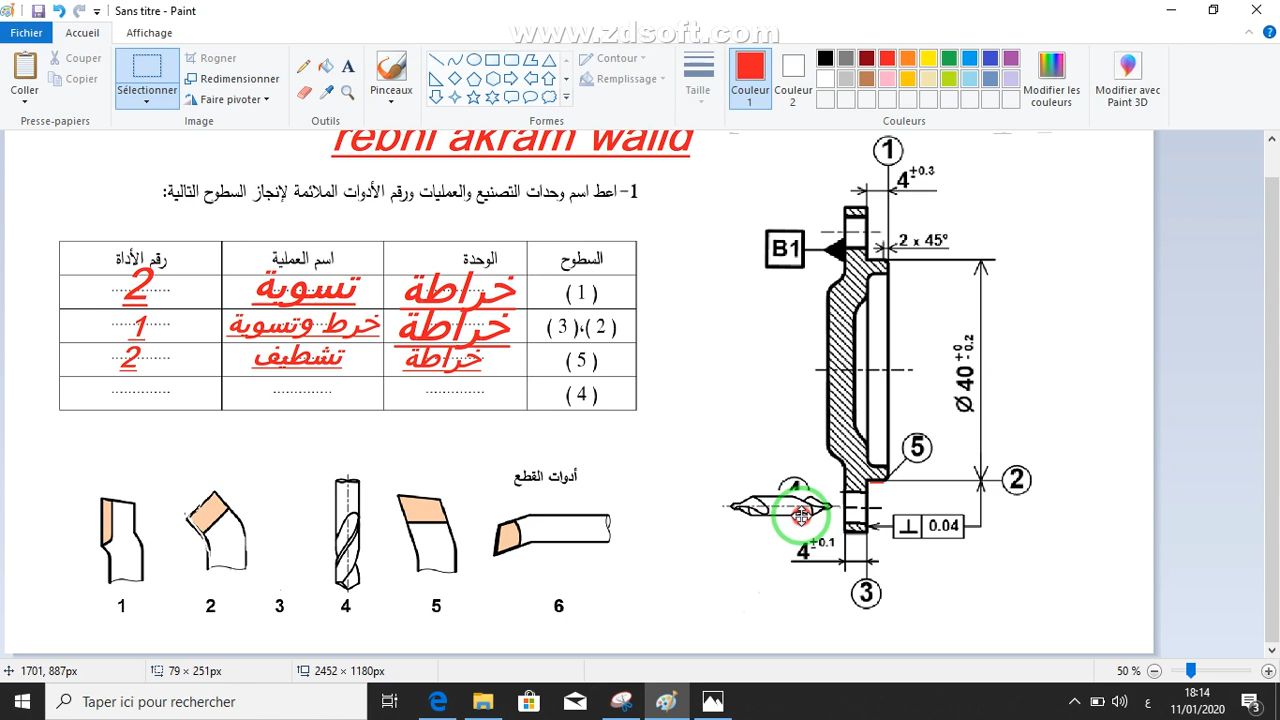 Sans titre - Paint
www.zdsoft.com
Fichier Accueil Affichage
Coller
Couper
Copier
Presse-papiers
Sélectionner
Rogner
Redimensionner
Faire pivoter
Image
A
Outils
Pinceaux
Contour
Remplissage
Formes
Taille
Couleur 1
Couleur 2
Couleurs
Modifier les couleurs
Modifier avec Paint 3D
rebhi akram walid
1- اعط اسم وحدات التصنيع والعمليات ورقم الأدوات الملائمة لإنجاز السطوح التالية:
السطوح الوحدة اسم العملية رقم الأداة
( 1 ) خراطة تسوية 2
( 2 )،( 3 ) خراطة خرط وتسوية 1
( 5 ) خراطة تشطيف 2
( 4 )
أدوات القطع
1 2 3 4 5 6
1
4 ±0.3
B1
2 x 45°
Ø 40 +0 -0.2
5
2
4
⊥ 0.04
4 ±0.1
3
1701, 887px
79 × 251px
2452 × 1180px
50 %
Taper ici pour rechercher
ع
18:14
11/01/2020
3